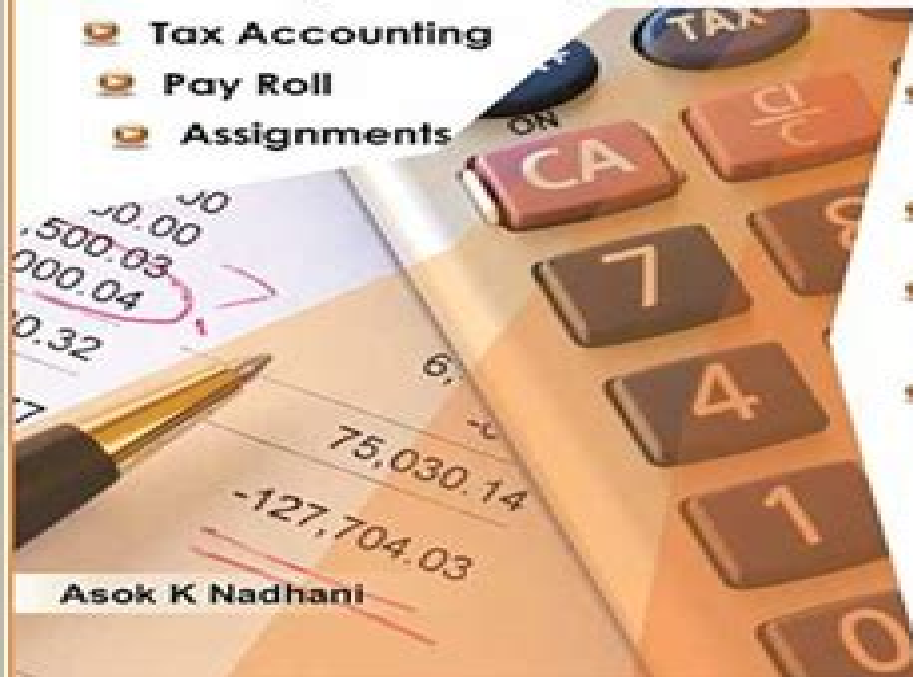 Tax Accounting
Pay Roll
Assignments
TAX
ON
CA
7
4
1
0
.500.03
000.04
0.32
75,030.14
-127,704.03
Asok K Nadhani